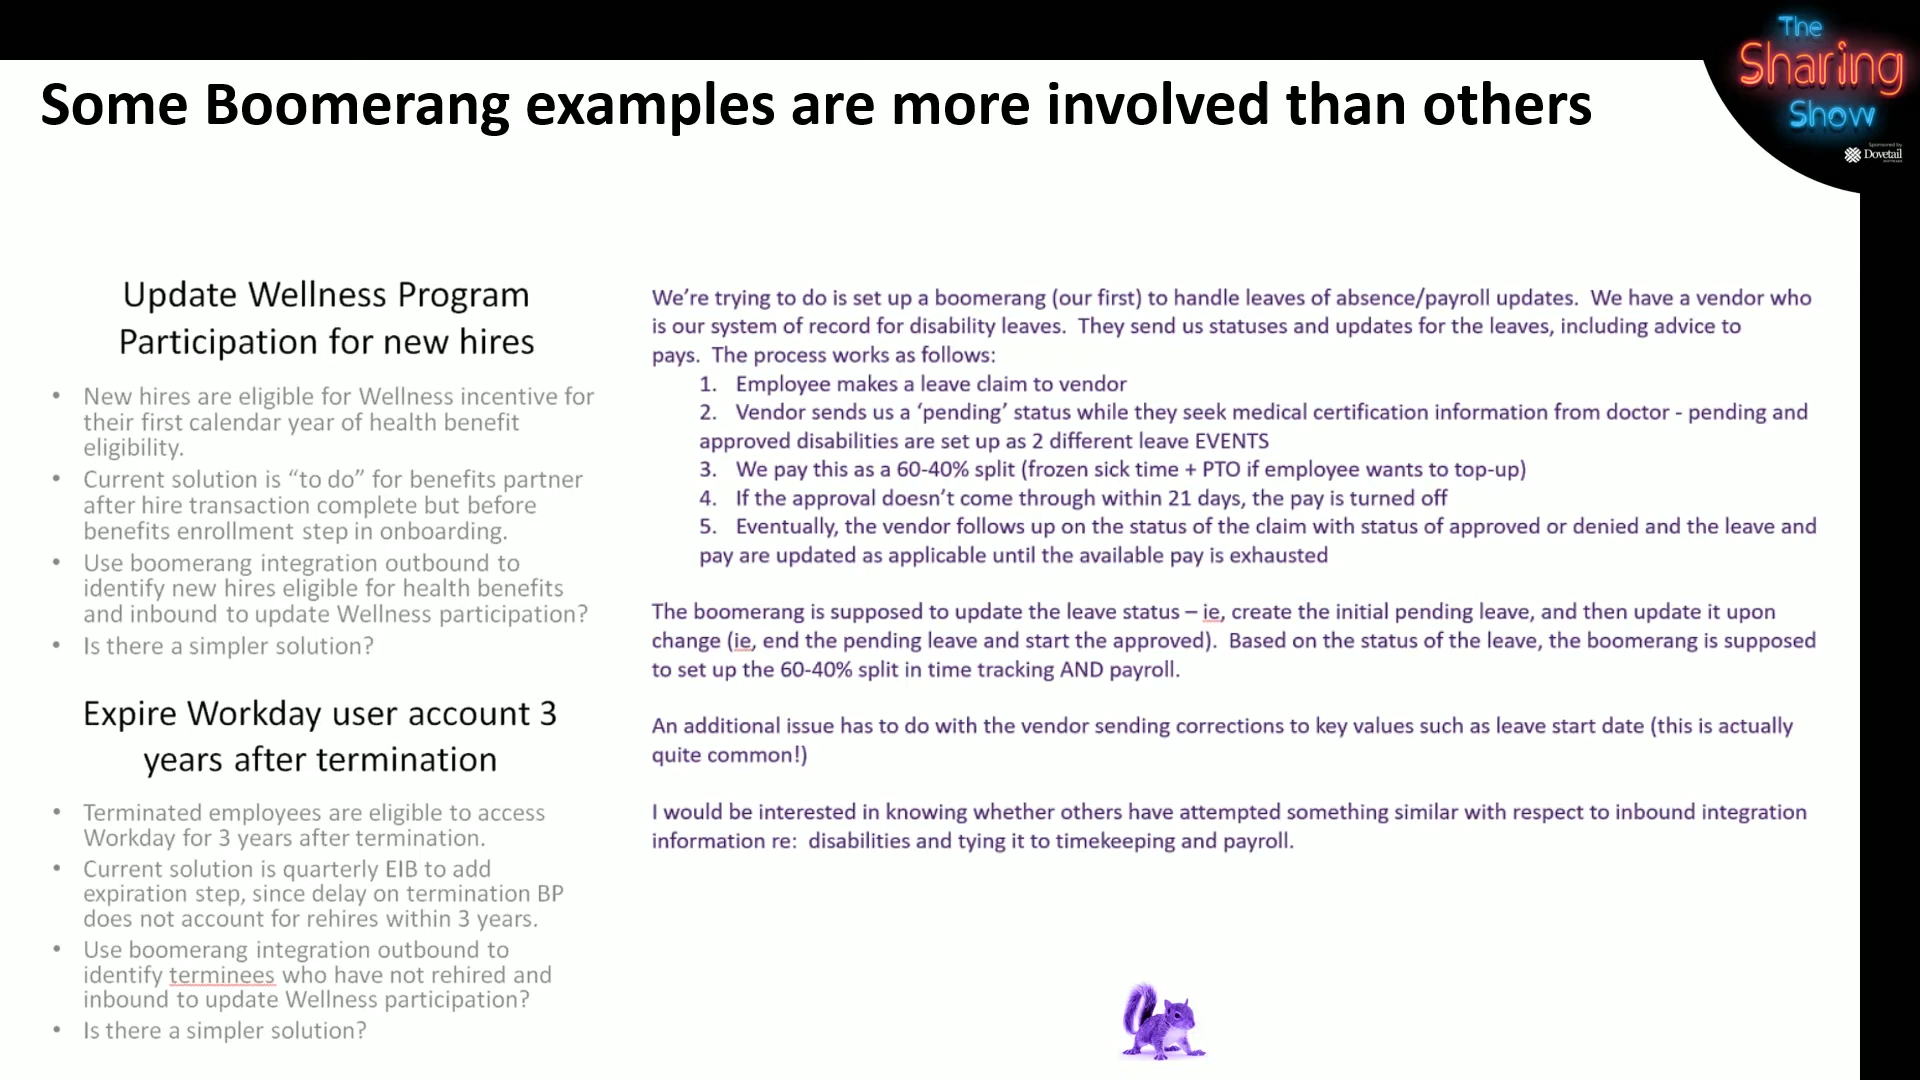 The
Sharing
Show
Sponsored by
Dovetail
Some Boomerang examples are more involved than others
Update Wellness Program
Participation for new hires
• New hires are eligible for Wellness incentive for
their first calendar year of health benefit
eligibility.
• Current solution is “to do” for benefits partner
after hire transaction complete but before
benefits enrollment step in onboarding.
• Use boomerang integration outbound to
identify new hires eligible for health benefits
and inbound to update Wellness participation?
• Is there a simpler solution?
Expire Workday user account 3
years after termination
• Terminated employees are eligible to access
Workday for 3 years after termination.
• Current solution is quarterly EIB to add
expiration step, since delay on termination BP
does not account for rehires within 3 years.
• Use boomerang integration outbound to
identify terminees who have not rehired and
inbound to update Wellness participation?
• Is there a simpler solution?
We’re trying to do is set up a boomerang (our first) to handle leaves of absence/payroll updates. We have a vendor who
is our system of record for disability leaves. They send us statuses and updates for the leaves, including advice to
pays. The process works as follows:
1. Employee makes a leave claim to vendor
2. Vendor sends us a ‘pending’ status while they seek medical certification information from doctor - pending and
approved disabilities are set up as 2 different leave EVENTS
3. We pay this as a 60-40% split (frozen sick time + PTO if employee wants to top-up)
4. If the approval doesn’t come through within 21 days, the pay is turned off
5. Eventually, the vendor follows up on the status of the claim with status of approved or denied and the leave and
pay are updated as applicable until the available pay is exhausted
The boomerang is supposed to update the leave status – ie, create the initial pending leave, and then update it upon
change (ie, end the pending leave and start the approved). Based on the status of the leave, the boomerang is supposed
to set up the 60-40% split in time tracking AND payroll.
An additional issue has to do with the vendor sending corrections to key values such as leave start date (this is actually
quite common!)
I would be interested in knowing whether others have attempted something similar with respect to inbound integration
information re: disabilities and tying it to timekeeping and payroll.